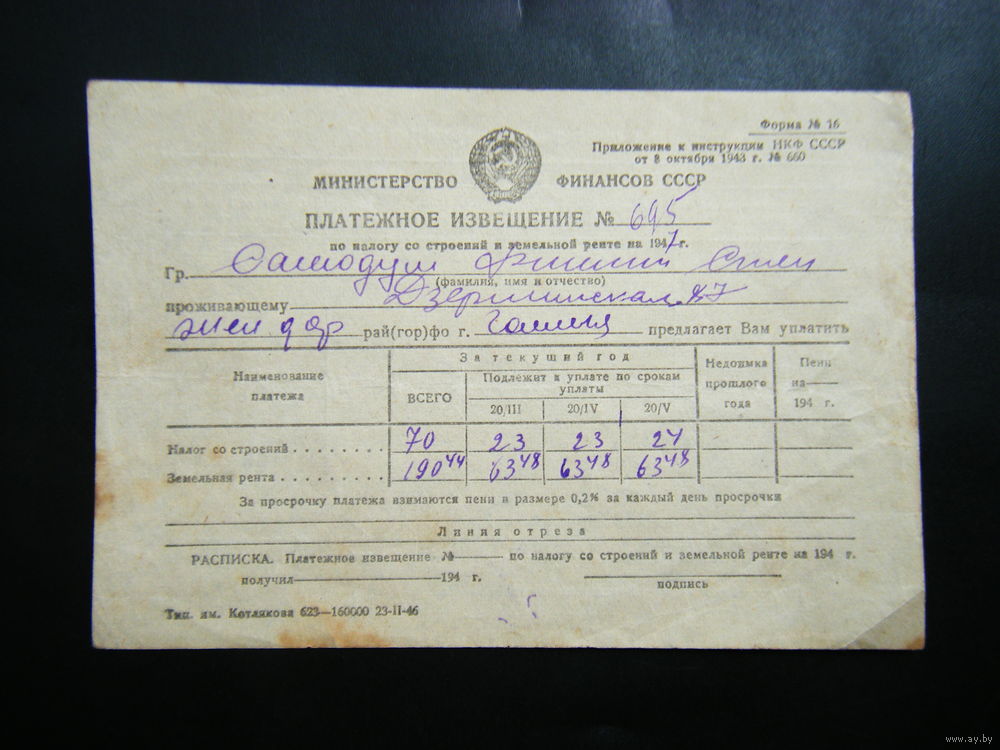 Форма № 16
Приложение к инструкции НКФ СССР
от 8 октября 1943 г. № 660
МИНИСТЕРСТВО ФИНАНСОВ СССР
ПЛАТЕЖНОЕ ИЗВЕЩЕНИЕ № 695
по налогу со строений и земельной ренте на 1947 г.
Гр.
(фамилия, имя и отчество)
проживающему
рай(гор)фо г. предлагает Вам уплатить
Наименование платежа
За текущий год
Недоимка прошлого года
Пени на 194 г.
ВСЕГО
Подлежит к уплате по срокам уплаты
20/III 20/IV 20/V
Налог со строений . . . . . . . . 70 23 23 24
Земельная рента . . . . . . . . . 190 44 63 48 63 48 63 48
За просрочку платежа взимаются пени в размере 0,2% за каждый день просрочки
Линия отреза
РАСПИСКА. Платежное извещение № по налогу со строений и земельной ренте на 194 г.
получил 194 г.
подпись
Тип. им. Котлякова 623—160000 23-II-46
www.ay.by